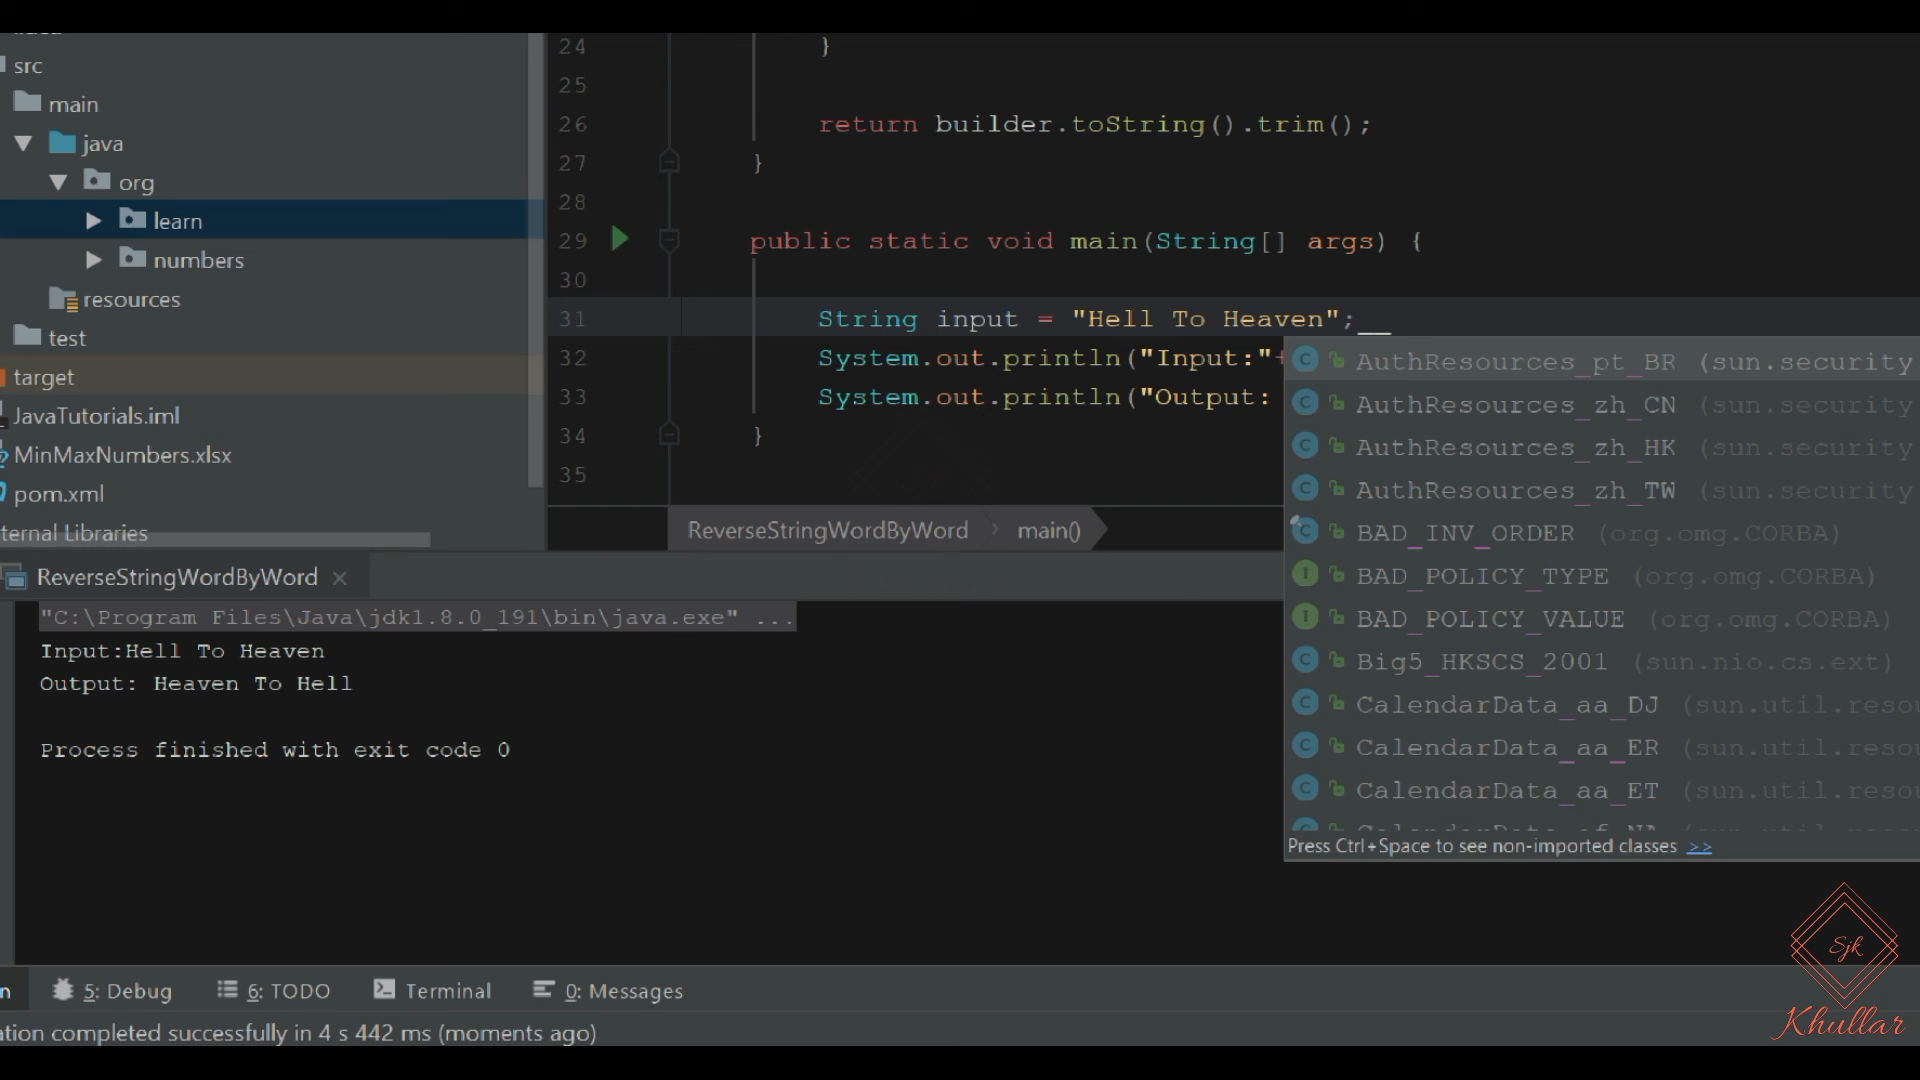 src
main
java
org
learn
numbers
resources
test
target
JavaTutorials.iml
MinMaxNumbers.xlsx
pom.xml
ternal Libraries
24 }
25
26 return builder.toString().trim();
27 }
28
29 public static void main(String[] args) {
30
31 String input = "Hell To Heaven";__
32 System.out.println("Input:"+
33 System.out.println("Output:
34 }
35
AuthResources_pt_BR (sun.security
AuthResources_zh_CN (sun.security
AuthResources_zh_HK (sun.security
AuthResources_zh_TW (sun.security
BAD_INV_ORDER (org.omg.CORBA)
BAD_POLICY_TYPE (org.omg.CORBA)
BAD_POLICY_VALUE (org.omg.CORBA)
Big5_HKSCS_2001 (sun.nio.cs.ext)
CalendarData_aa_DJ (sun.util.resou
CalendarData_aa_ER (sun.util.resou
CalendarData_aa_ET (sun.util.resou
Press Ctrl+Space to see non-imported classes >>
ReverseStringWordByWord main()
ReverseStringWordByWord
"C:\Program Files\Java\jdk1.8.0_191\bin\java.exe" ...
Input:Hell To Heaven
Output: Heaven To Hell
Process finished with exit code 0
n 5: Debug 6: TODO Terminal 0: Messages
ation completed successfully in 4 s 442 ms (moments ago)
Sjk
Khullar